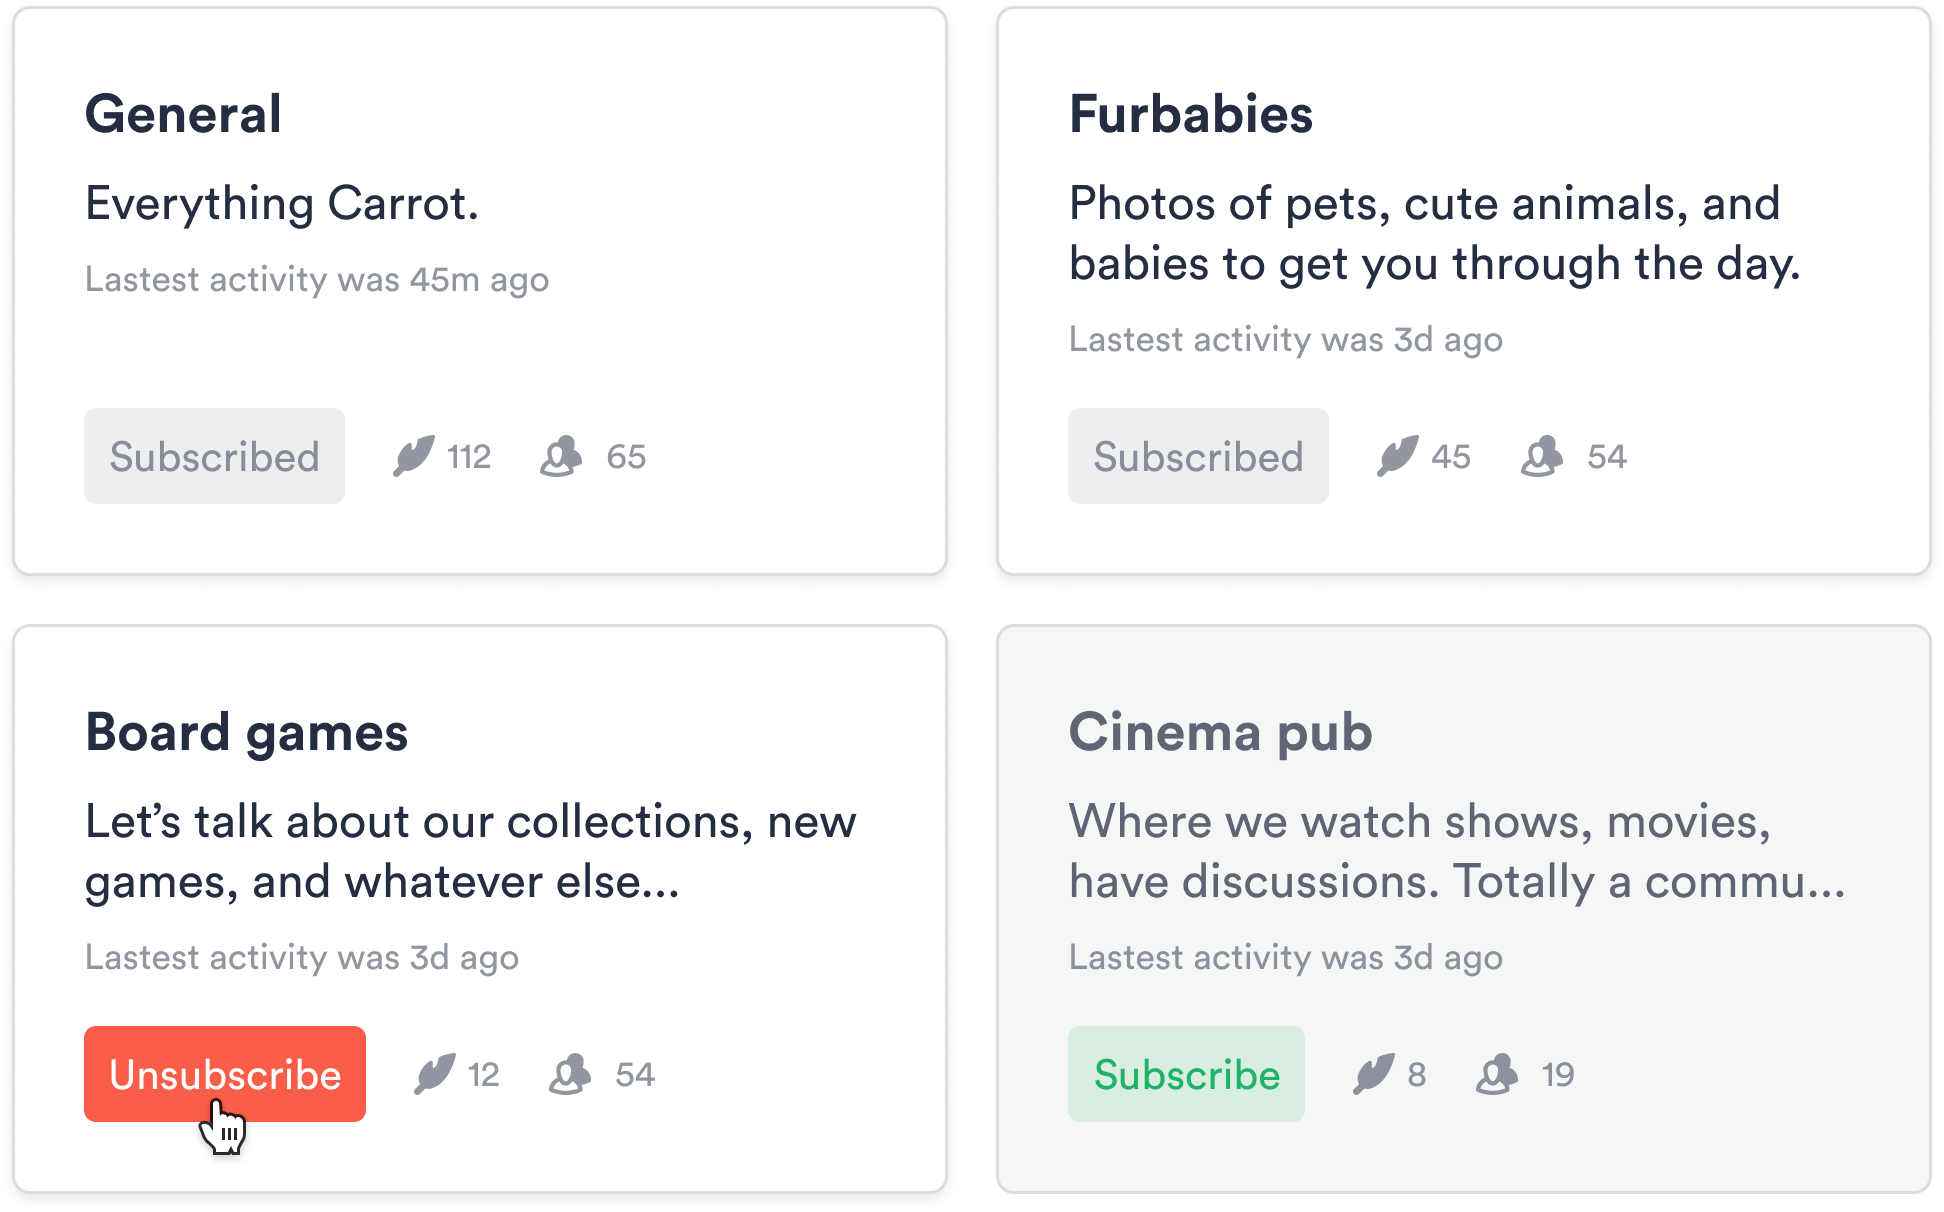 General
Everything Carrot.
Lastest activity was 45m ago
Subscribed 112 65
Furbabies
Photos of pets, cute animals, and
babies to get you through the day.
Lastest activity was 3d ago
Subscribed 45 54
Board games
Let’s talk about our collections, new
games, and whatever else...
Lastest activity was 3d ago
Unsubscribe 12 54
Cinema pub
Where we watch shows, movies,
have discussions. Totally a commu...
Lastest activity was 3d ago
Subscribe 8 19